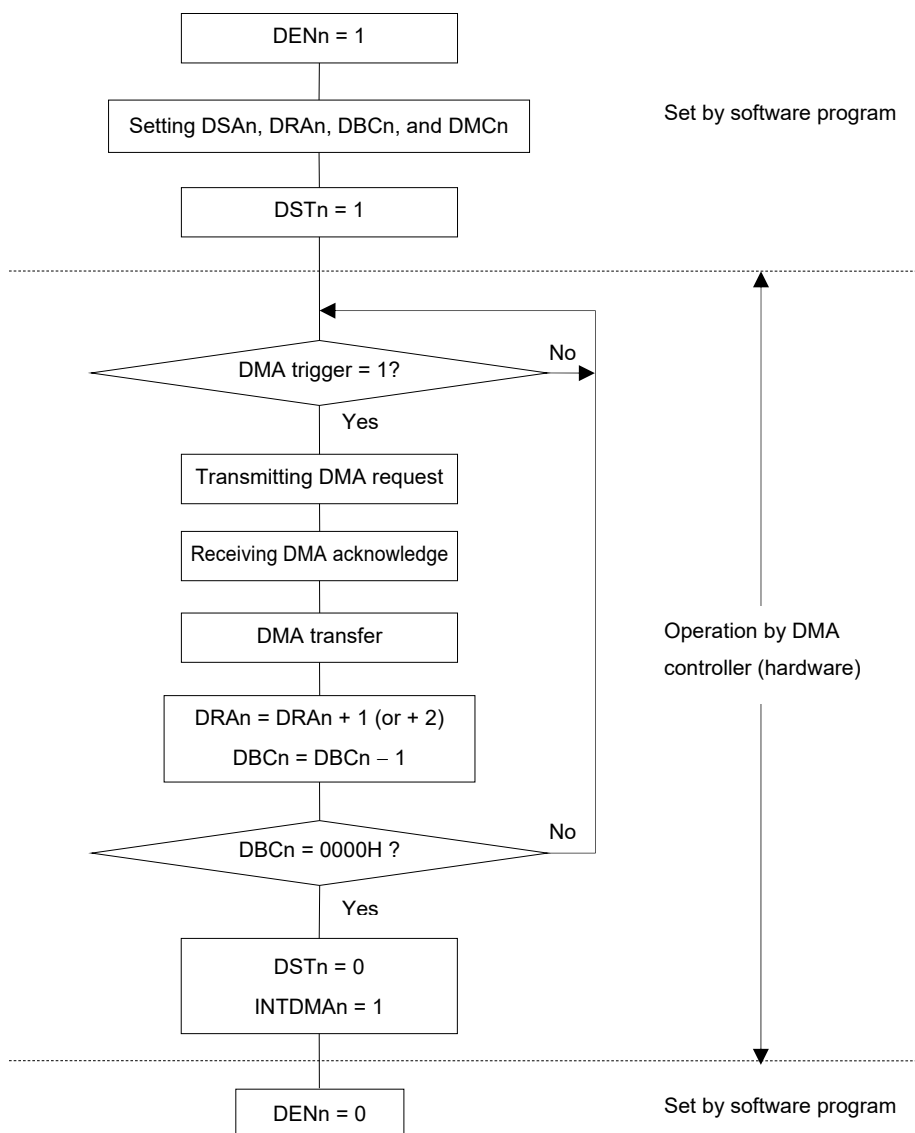 DENn = 1
Setting DSAn, DRAn, DBCn, and DMCn
Set by software program
DSTn = 1
DMA trigger = 1?
No
Yes
Transmitting DMA request
Receiving DMA acknowledge
DMA transfer
Operation by DMA
controller (hardware)
DRAn = DRAn + 1 (or + 2)
DBCn = DBCn − 1
DBCn = 0000H ?
No
Yes
DSTn = 0
INTDMAn = 1
DENn = 0
Set by software program